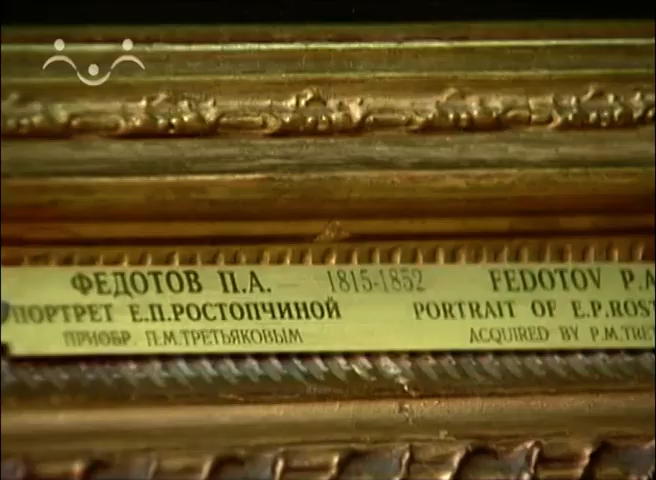 ФЕДОТОВ П.А. 1815-1852 FEDOTOV P.A
ПОРТРЕТ Е.П.РОСТОПЧИНОЙ PORTRAIT OF E.P.ROST
ПРИОБР. П.М.ТРЕТЬЯКОВЫМ ACQUIRED BY P.M.TRE